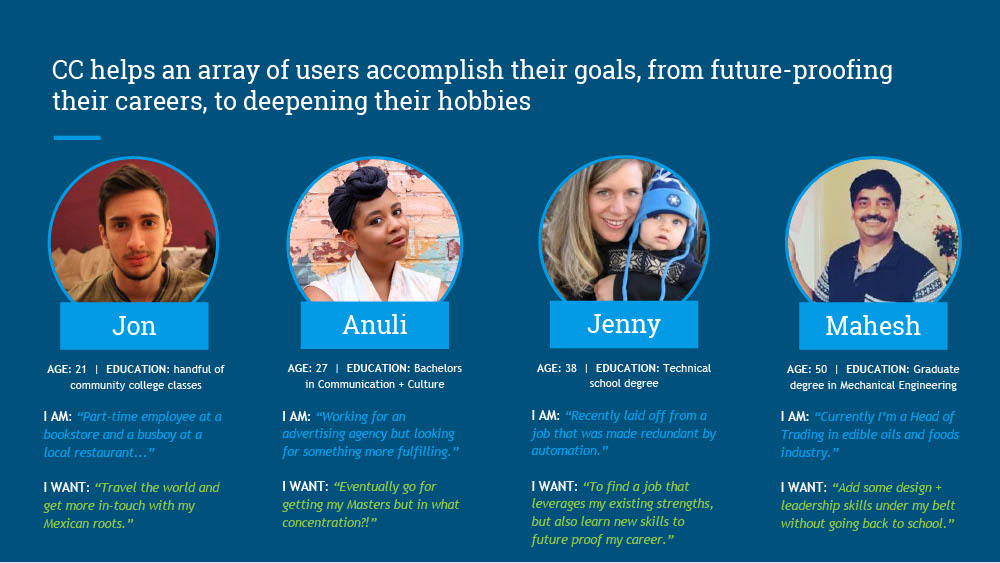 CC helps an array of users accomplish their goals, from future-proofing
their careers, to deepening their hobbies
Jon
AGE: 21 | EDUCATION: handful of
community college classes
I AM: “Part-time employee at a
bookstore and a busboy at a
local restaurant...”
I WANT: “Travel the world and
get more in-touch with my
Mexican roots.”
Anuli
AGE: 27 | EDUCATION: Bachelors
in Communication + Culture
I AM: “Working for an
advertising agency but looking
for something more fulfilling.”
I WANT: “Eventually go for
getting my Masters but in what
concentration?!”
Jenny
AGE: 38 | EDUCATION: Technical
school degree
I AM: “Recently laid off from a
job that was made redundant by
automation.”
I WANT: “To find a job that
leverages my existing strengths,
but also learn new skills to
future proof my career.”
Mahesh
AGE: 50 | EDUCATION: Graduate
degree in Mechanical Engineering
I AM: “Currently I’m a Head of
Trading in edible oils and foods
industry.”
I WANT: “Add some design +
leadership skills under my belt
without going back to school.”